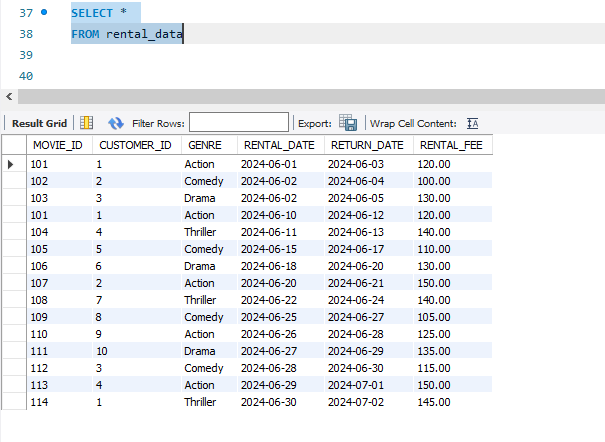 37 SELECT *
38 FROM rental_data
39
40
Result Grid Filter Rows: Export: Wrap Cell Content:
MOVIE_ID CUSTOMER_ID GENRE RENTAL_DATE RETURN_DATE RENTAL_FEE
101 1 Action 2024-06-01 2024-06-03 120.00
102 2 Comedy 2024-06-02 2024-06-04 100.00
103 3 Drama 2024-06-02 2024-06-05 130.00
101 1 Action 2024-06-10 2024-06-12 120.00
104 4 Thriller 2024-06-11 2024-06-13 140.00
105 5 Comedy 2024-06-15 2024-06-17 110.00
106 6 Drama 2024-06-18 2024-06-20 130.00
107 2 Action 2024-06-20 2024-06-21 150.00
108 7 Thriller 2024-06-22 2024-06-24 140.00
109 8 Comedy 2024-06-25 2024-06-27 105.00
110 9 Action 2024-06-26 2024-06-28 125.00
111 10 Drama 2024-06-27 2024-06-29 135.00
112 3 Comedy 2024-06-28 2024-06-30 115.00
113 4 Action 2024-06-29 2024-07-01 150.00
114 1 Thriller 2024-06-30 2024-07-02 145.00